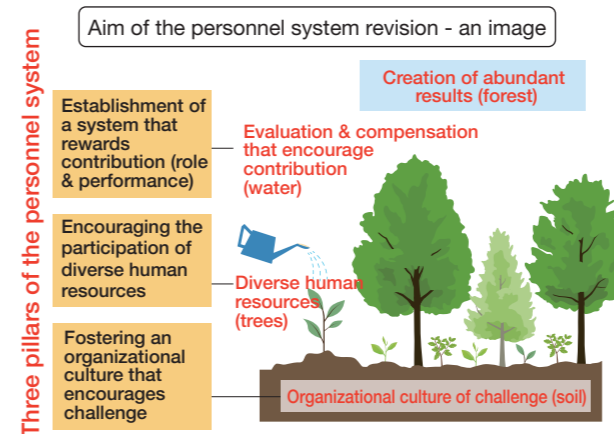 Aim of the personnel system revision - an image
Three pillars of the personnel system
Establishment of
a system that
rewards
contribution (role
& performance)
Encouraging the
participation of
diverse human
resources
Fostering an
organizational
culture that
encourages
challenge
Creation of abundant
results (forest)
Evaluation & compensation
that encourage
contribution
(water)
Diverse human
resources
(trees)
Organizational culture of challenge (soil)